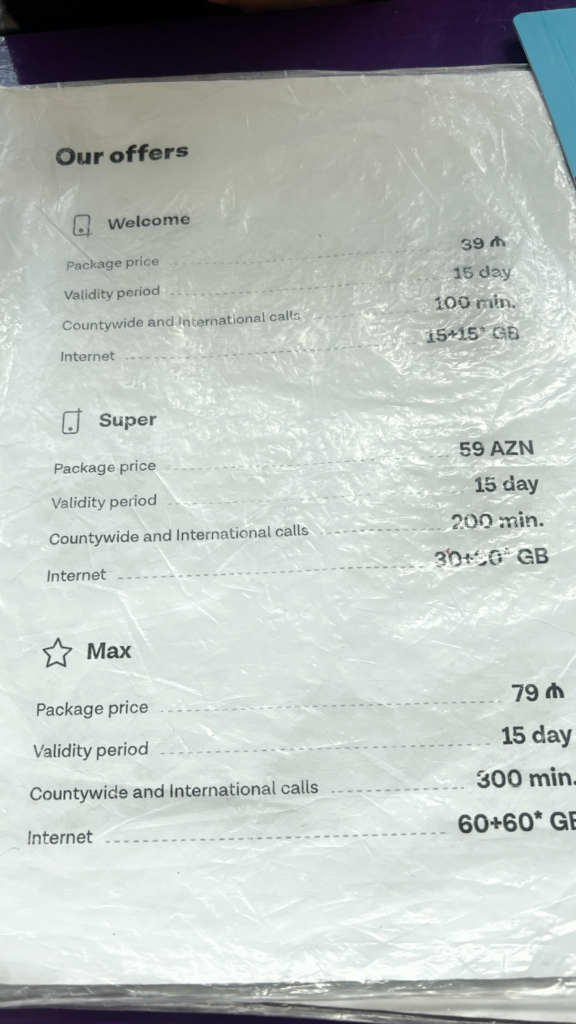 Our offers
Welcome
Package price 39 ₼
Validity period 15 day
Countywide and International calls 100 min.
Internet 15+15* GB
Super
Package price 59 AZN
Validity period 15 day
Countywide and International calls 200 min.
Internet GB
Max
Package price 79 ₼
Validity period 15 day
Countywide and International calls 300 min.
Internet 60+60*